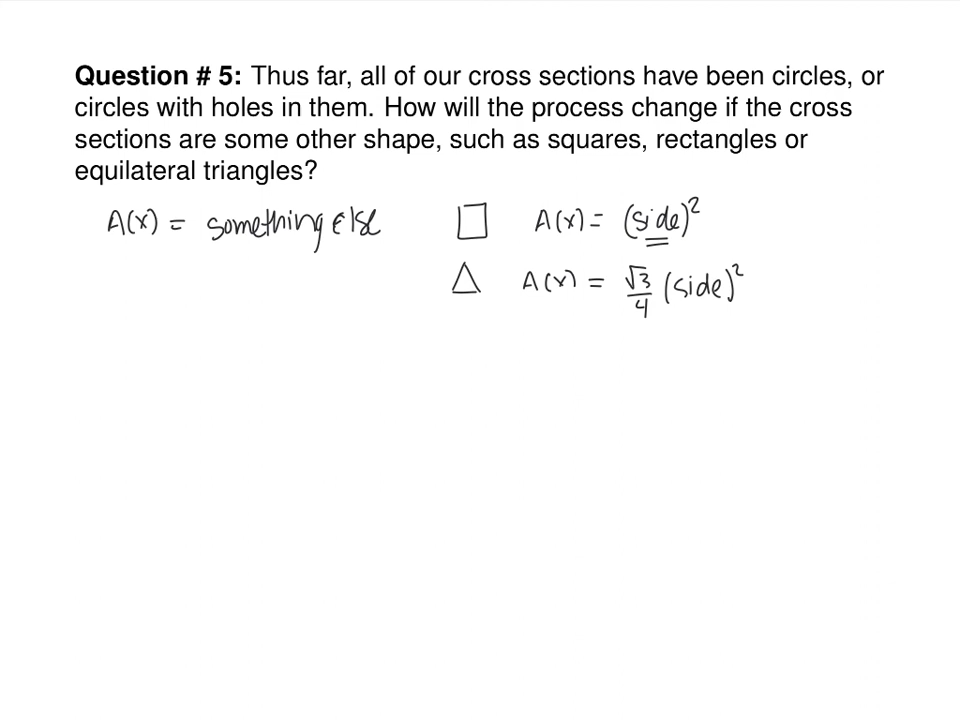 Question # 5: Thus far, all of our cross sections have been circles, or
circles with holes in them. How will the process change if the cross
sections are some other shape, such as squares, rectangles or
equilateral triangles?
A(x) = something else □ A(x) = (side)²
△ A(x) = √3/4 (side)²